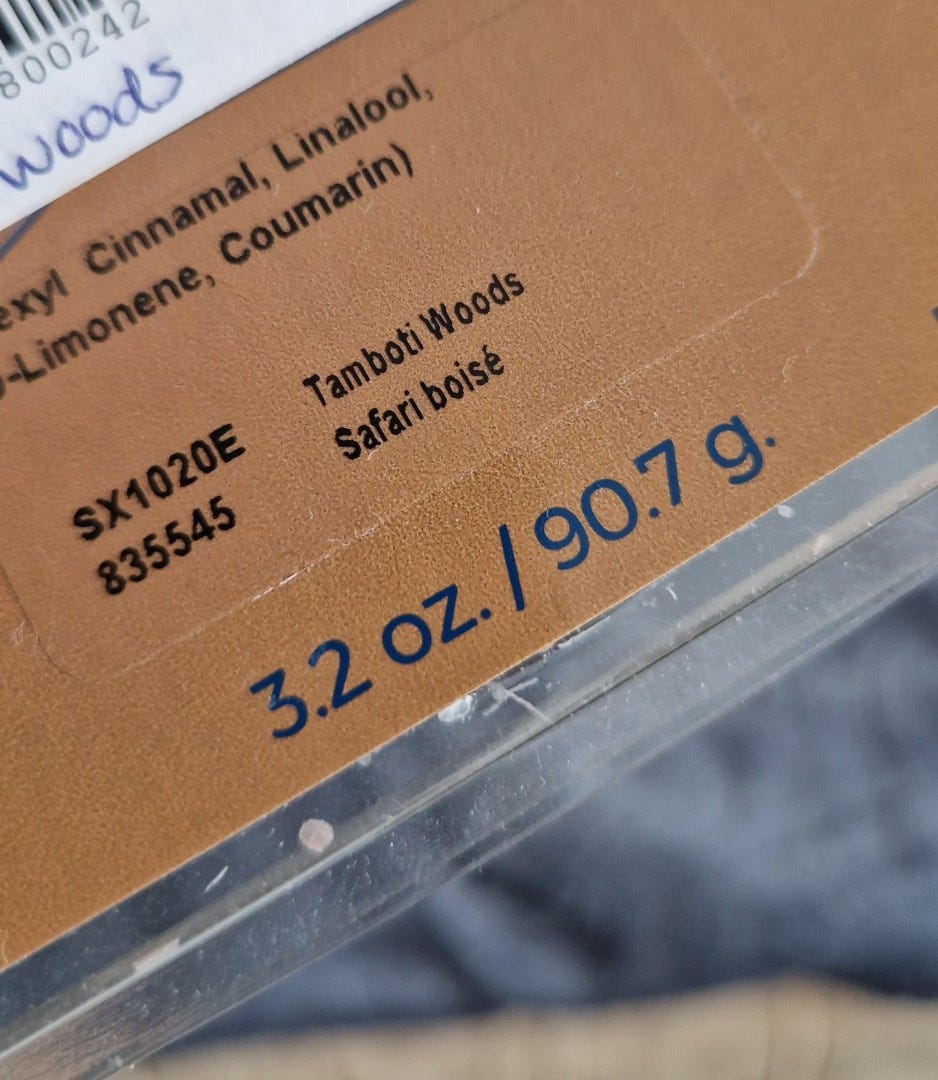 800242
woods
exyl Cinnamal, Linalool,
-Limonene, Coumarin)
Tamboti Woods
SX1020E Safari boisé
835545
3.2 oz. / 90.7 g.